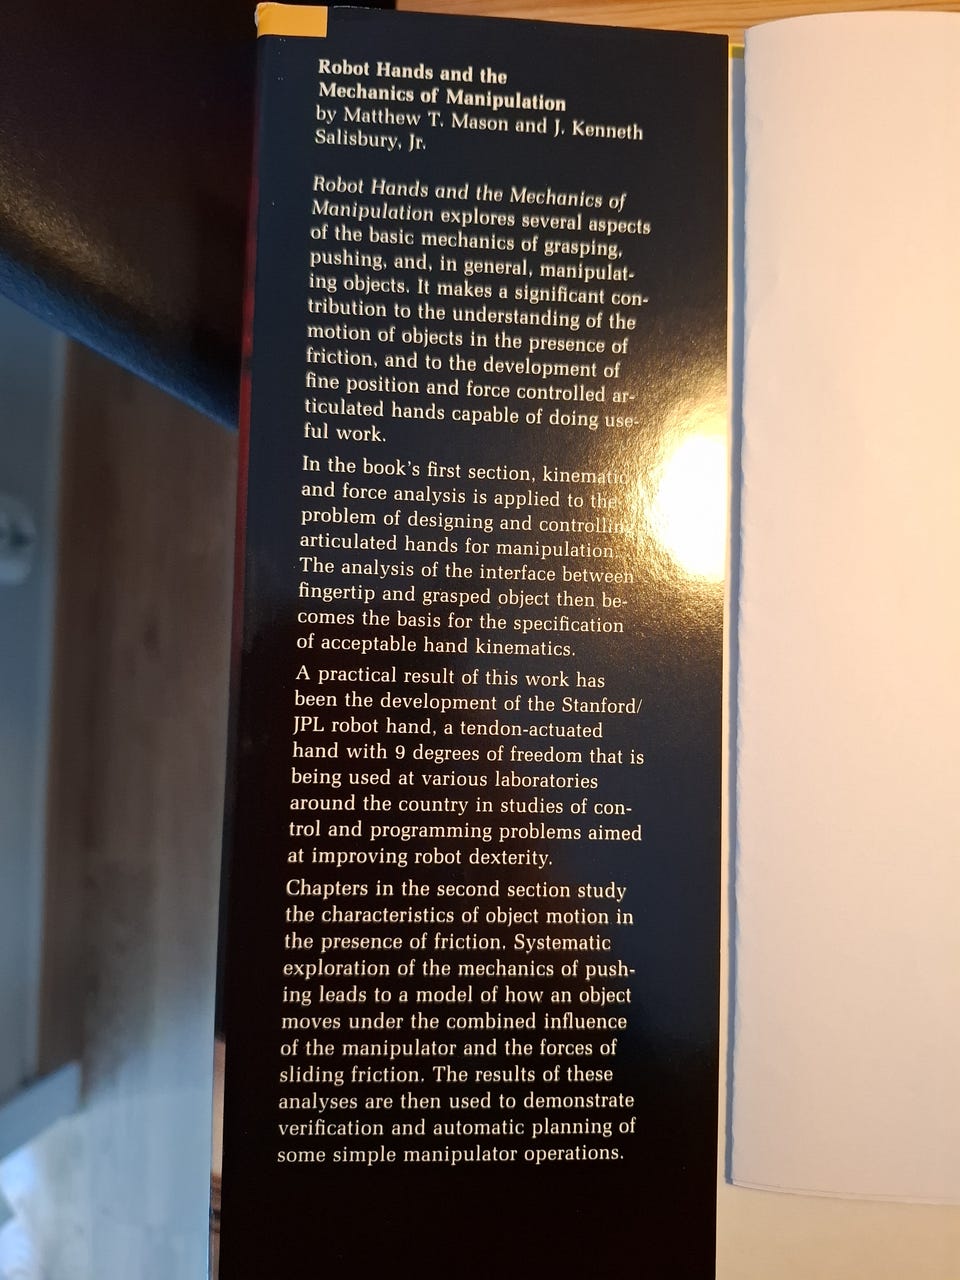 Robot Hands and the
Mechanics of Manipulation
by Matthew T. Mason and J. Kenneth
Salisbury, Jr.
Robot Hands and the Mechanics of
Manipulation explores several aspects
of the basic mechanics of grasping,
pushing, and, in general, manipulat-
ing objects. It makes a significant con-
tribution to the understanding of the
motion of objects in the presence of
friction, and to the development of
fine position and force controlled ar-
ticulated hands capable of doing use-
ful work.
In the book's first section, kinematic
and force analysis is applied to the
problem of designing and controlling
articulated hands for manipulation.
The analysis of the interface between
fingertip and grasped object then be-
comes the basis for the specification
of acceptable hand kinematics.
A practical result of this work has
been the development of the Stanford/
JPL robot hand, a tendon-actuated
hand with 9 degrees of freedom that is
being used at various laboratories
around the country in studies of con-
trol and programming problems aimed
at improving robot dexterity.
Chapters in the second section study
the characteristics of object motion in
the presence of friction. Systematic
exploration of the mechanics of push-
ing leads to a model of how an object
moves under the combined influence
of the manipulator and the forces of
sliding friction. The results of these
analyses are then used to demonstrate
verification and automatic planning of
some simple manipulator operations.